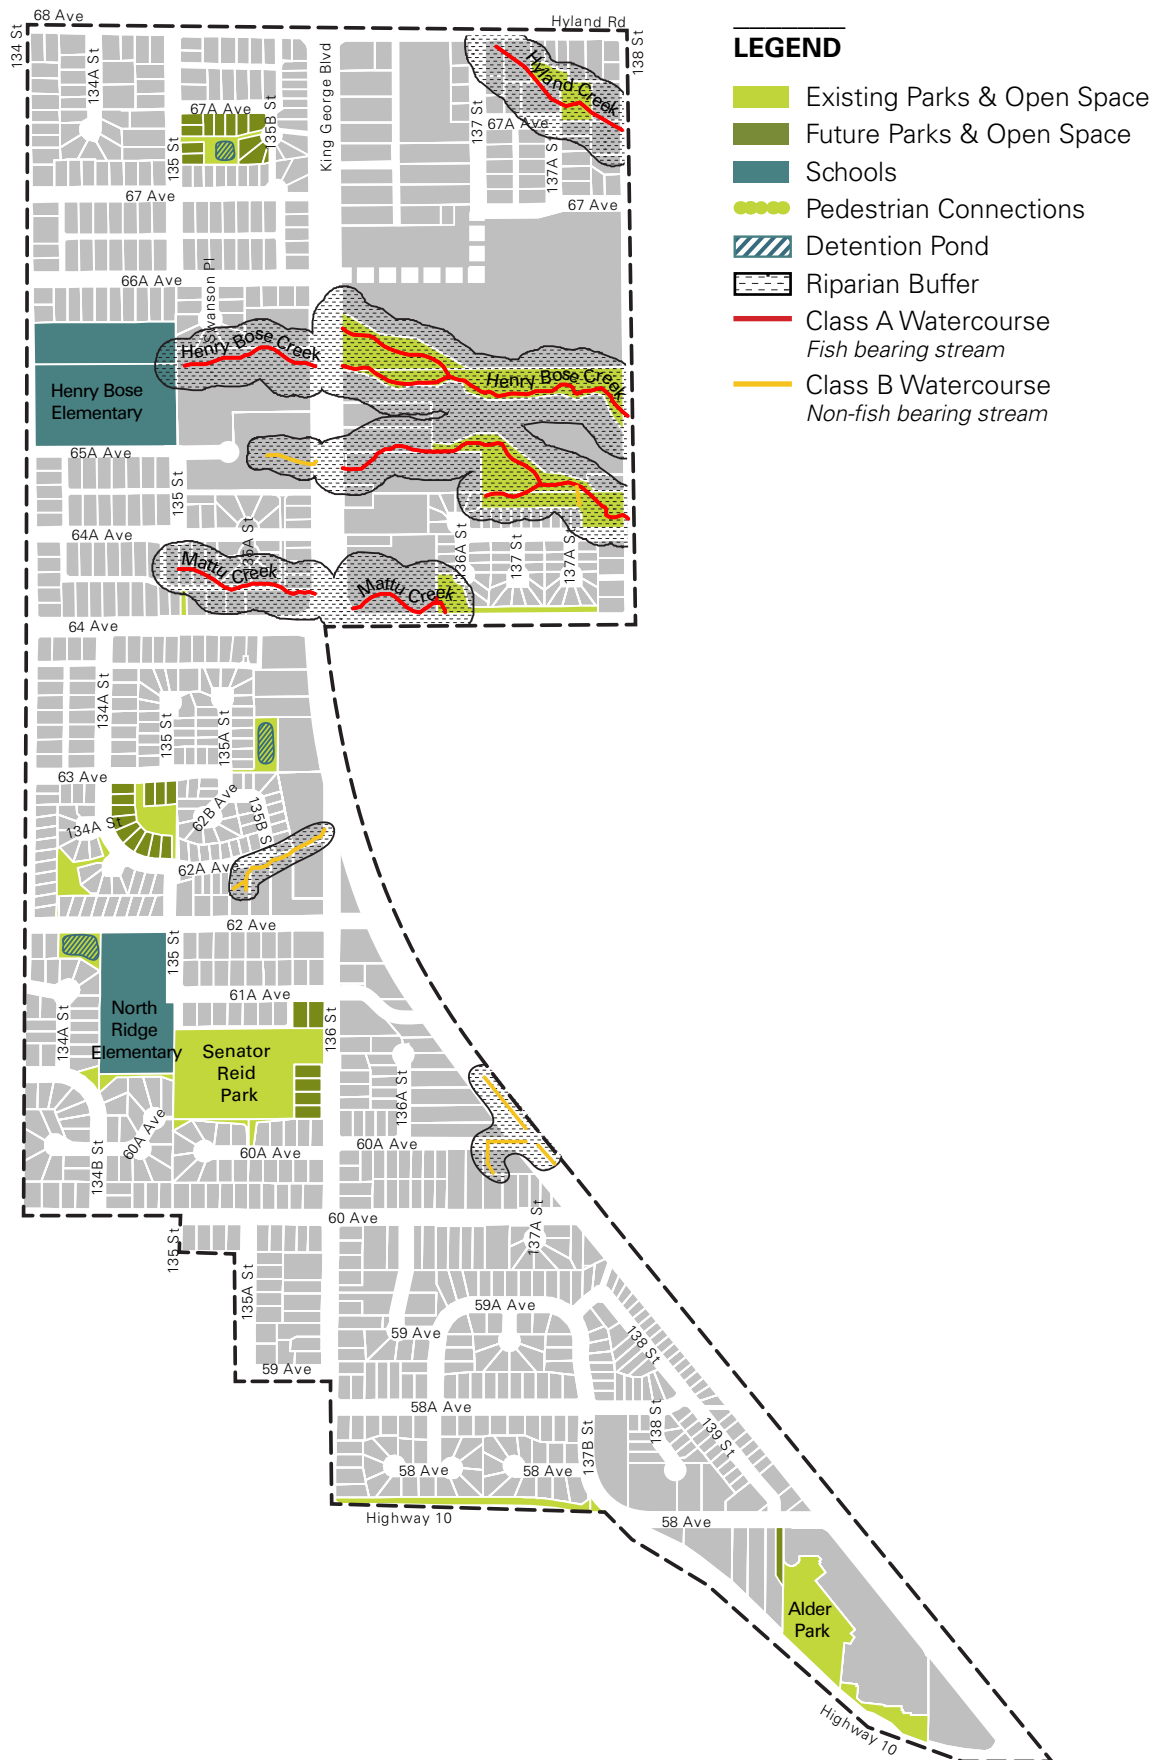 68 Ave
Hyland Rd
134 St
138 St
134A St
King George Blvd
Hyland Creek
67A Ave
135B St
137 St
67A Ave
135 St
137A S
67 Ave
67 Ave
66A Ave
Swanson Pl
Henry Bose Creek
Henry Bose Creek
Henry Bose
Elementary
65A Ave
135 St
64A Ave
136A St
136A St
137 St
137A S
Mattu Creek
Mattu Creek
64 Ave
134A St
135 St
135A St
63 Ave
62B Ave
135B S
134A St
62A Ave
62 Ave
135 St
61A Ave
North
Ridge
Elementary
134A St
136 St
Senator
Reid
Park
136A St
60A Ave
60A Ave
60A Ave
134B St
60 Ave
137A S
135 St
135A St
59A Ave
59 Ave
138 St
59 Ave
58A Ave
138 St
139 St
137B St
58 Ave
58 Ave
Highway 10
58 Ave
Alder
Park
Highway 10
LEGEND
Existing Parks & Open Space
Future Parks & Open Space
Schools
Pedestrian Connections
Detention Pond
Riparian Buffer
Class A Watercourse
Fish bearing stream
Class B Watercourse
Non-fish bearing stream